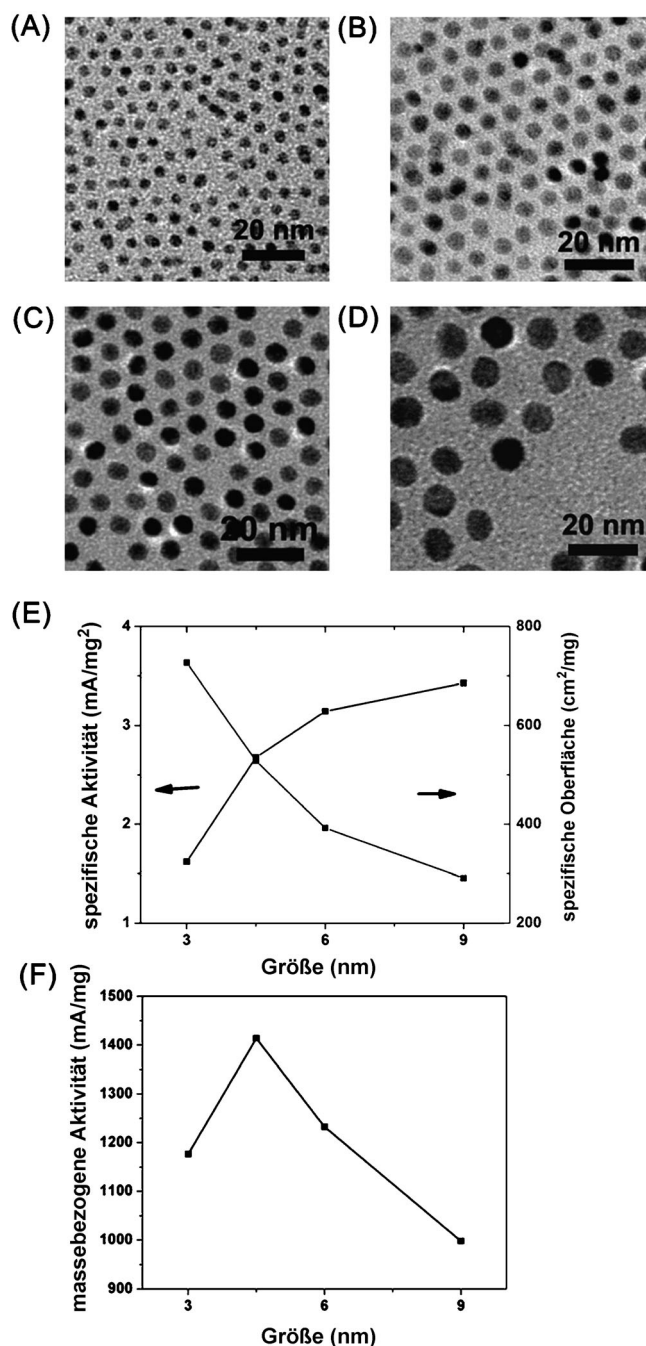 (A)
(B)
20 nm
20 nm
(C)
(D)
20 nm
20 nm
(E)
spezifische Aktivität (mA/mg²)
4
3
2
1
800
600
400
200
spezifische Oberfläche (cm²/mg)
3
6
9
Größe (nm)
(F)
massebezogene Aktivität (mA/mg)
1500
1400
1300
1200
1100
1000
900
3
6
9
Größe (nm)